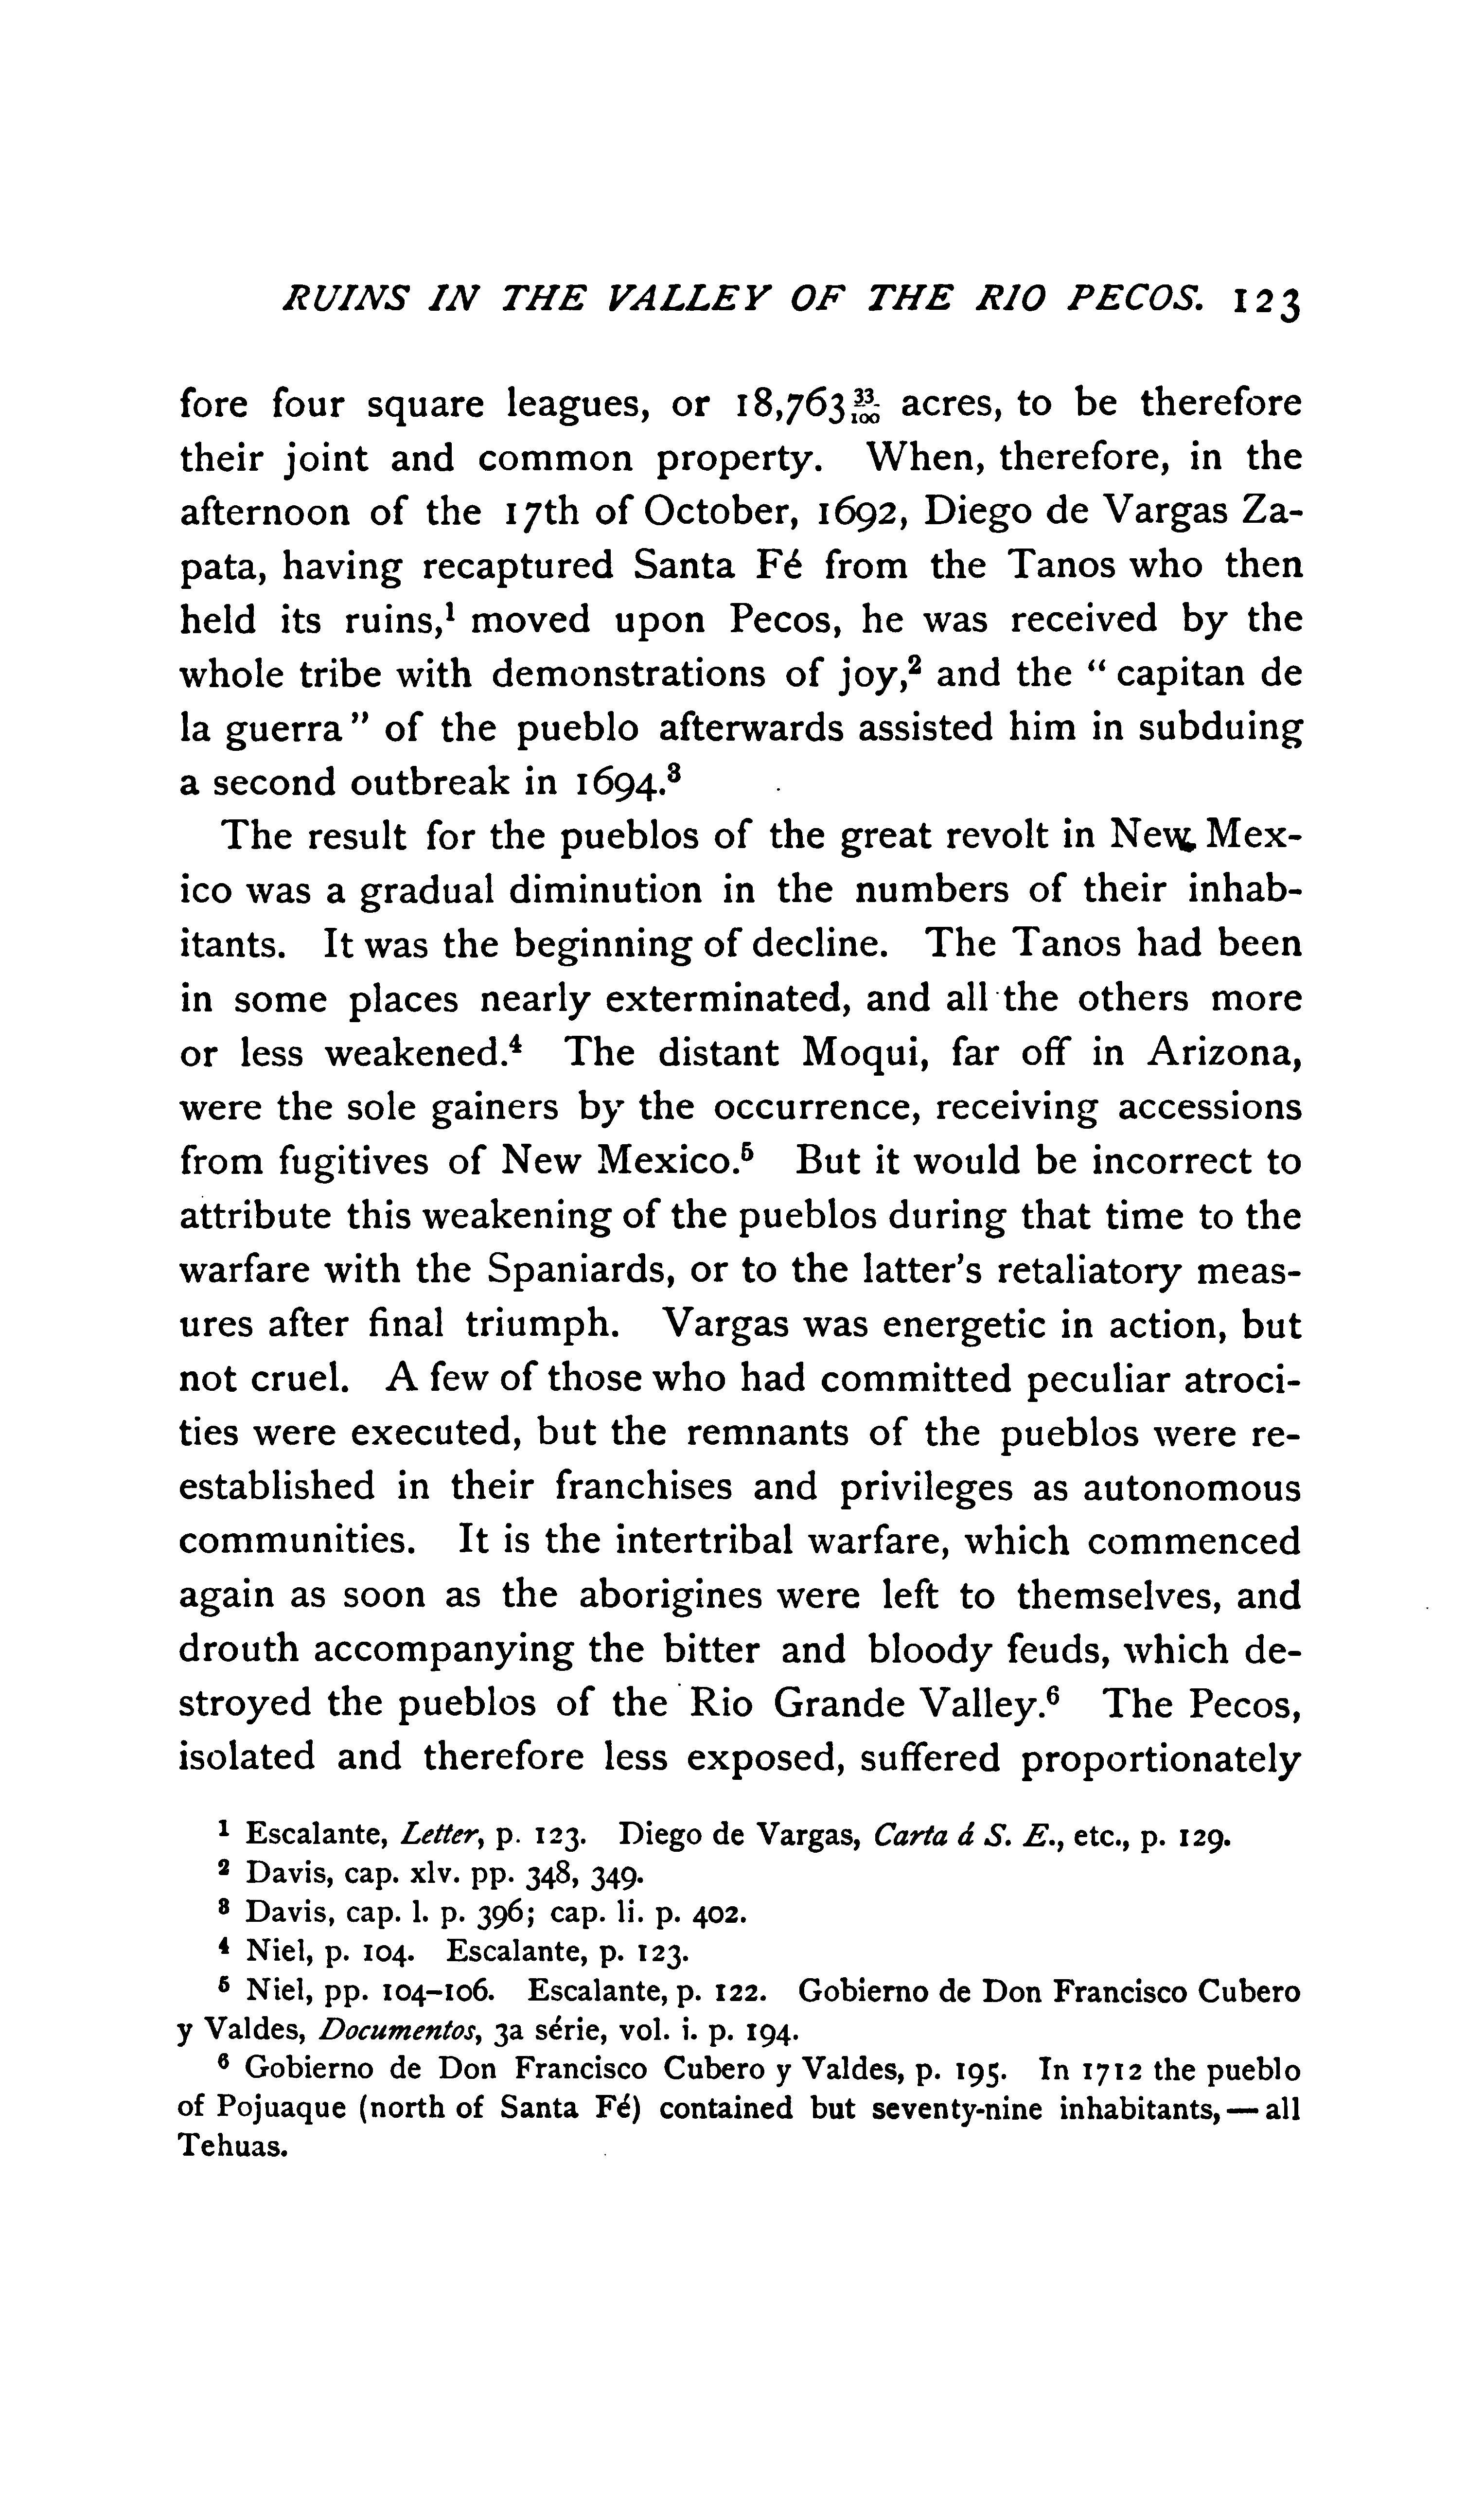 RUINS IN THE VALLEY OF THE RIO PECOS. 123
fore four square leagues, or 18,763 33/100 acres, to be therefore
their joint and common property. When, therefore, in the
afternoon of the 17th of October, 1692, Diego de Vargas Za-
pata, having recaptured Santa Fé from the Tanos who then
held its ruins,¹ moved upon Pecos, he was received by the
whole tribe with demonstrations of joy,² and the “ capitan de
la guerra ” of the pueblo afterwards assisted him in subduing
a second outbreak in 1694.³
The result for the pueblos of the great revolt in New Mex-
ico was a gradual diminution in the numbers of their inhab-
itants. It was the beginning of decline. The Tanos had been
in some places nearly exterminated, and all the others more
or less weakened.⁴ The distant Moqui, far off in Arizona,
were the sole gainers by the occurrence, receiving accessions
from fugitives of New Mexico.⁵ But it would be incorrect to
attribute this weakening of the pueblos during that time to the
warfare with the Spaniards, or to the latter's retaliatory meas-
ures after final triumph. Vargas was energetic in action, but
not cruel. A few of those who had committed peculiar atroci-
ties were executed, but the remnants of the pueblos were re-
established in their franchises and privileges as autonomous
communities. It is the intertribal warfare, which commenced
again as soon as the aborigines were left to themselves, and
drouth accompanying the bitter and bloody feuds, which de-
stroyed the pueblos of the Rio Grande Valley.⁶ The Pecos,
isolated and therefore less exposed, suffered proportionately
¹ Escalante, Letter, p. 123. Diego de Vargas, Carta á S. E., etc., p. 129.
² Davis, cap. xlv. pp. 348, 349.
³ Davis, cap. l. p. 396; cap. li. p. 402.
⁴ Niel, p. 104. Escalante, p. 123.
⁵ Niel, pp. 104–106. Escalante, p. 122. Gobierno de Don Francisco Cubero
y Valdes, Documentos, 3a série, vol. i. p. 194.
⁶ Gobierno de Don Francisco Cubero y Valdes, p. 195. In 1712 the pueblo
of Pojuaque (north of Santa Fé) contained but seventy-nine inhabitants, — all
Tehuas.